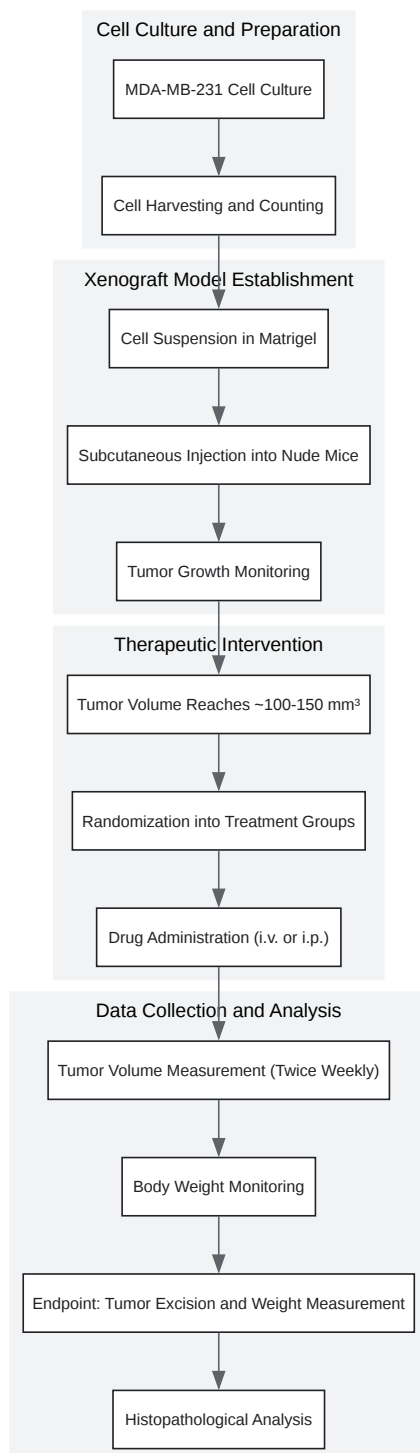 Cell Culture and Preparation
MDA-MB-231 Cell Culture
Cell Harvesting and Counting
Xenograft Model Establishment
Cell Suspension in Matrigel
Subcutaneous Injection into Nude Mice
Tumor Growth Monitoring
Therapeutic Intervention
Tumor Volume Reaches ~100-150 mm³
Randomization into Treatment Groups
Drug Administration (i.v. or i.p.)
Data Collection and Analysis
Tumor Volume Measurement (Twice Weekly)
Body Weight Monitoring
Endpoint: Tumor Excision and Weight Measurement
Histopathological Analysis